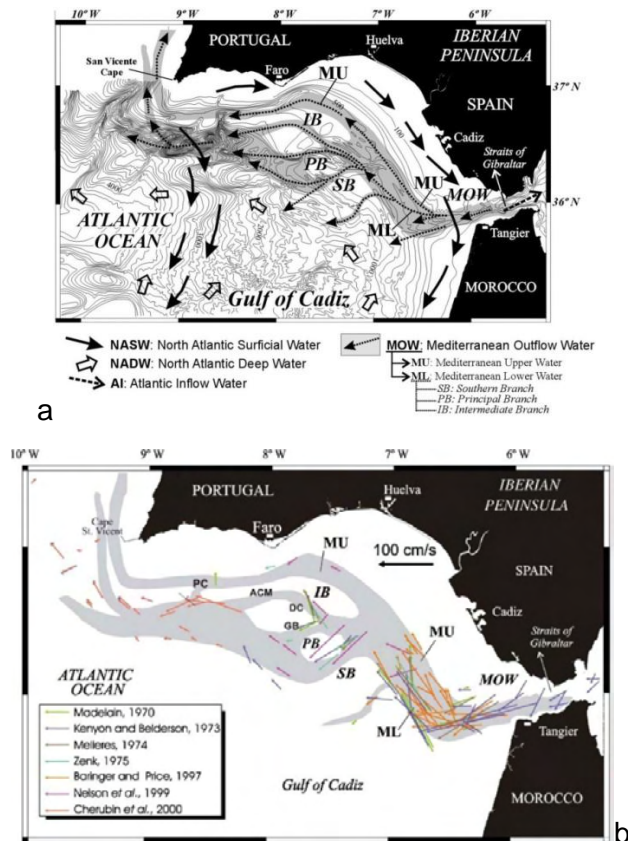 10°W 9°W 8°W 7°W 6°W
PORTUGAL
Huelva
IBERIAN
PENINSULA
San Vicente
Cape
Faro
MU
37° N
IB
100
SPAIN
Cadiz
Straits of
Gibraltar
PB
MU
MOW
SB
36° N
4000
ML
ATLANTIC
OCEAN
Tangier
Gulf of Cadiz
MOROCCO
NASW: North Atlantic Surficial Water
NADW: North Atlantic Deep Water
AI: Atlantic Inflow Water
MOW: Mediterranean Outflow Water
MU: Mediterranean Upper Water
ML: Mediterranean Lower Water
SB: Southern Branch
PB: Principal Branch
IB: Intermediate Branch
a
10°W 9°W 8°W 7°W 6°W
PORTUGAL
Huelva
IBERIAN
PENINSULA
Cape
St. Vicent
Faro
MU
100 cm/s
SPAIN
PC
ACM
IB
DC
GB
Cadiz
Straits of
Gibraltar
PB
MU
SB
MOW
ATLANTIC
OCEAN
ML
Tangier
Madelain, 1970
Kenyon and Belderson, 1973
Melieres, 1974
Zenk, 1975
Baringer and Price, 1997
Nelson et al., 1999
Cherubin et al., 2000
Gulf of Cadiz
MOROCCO
b